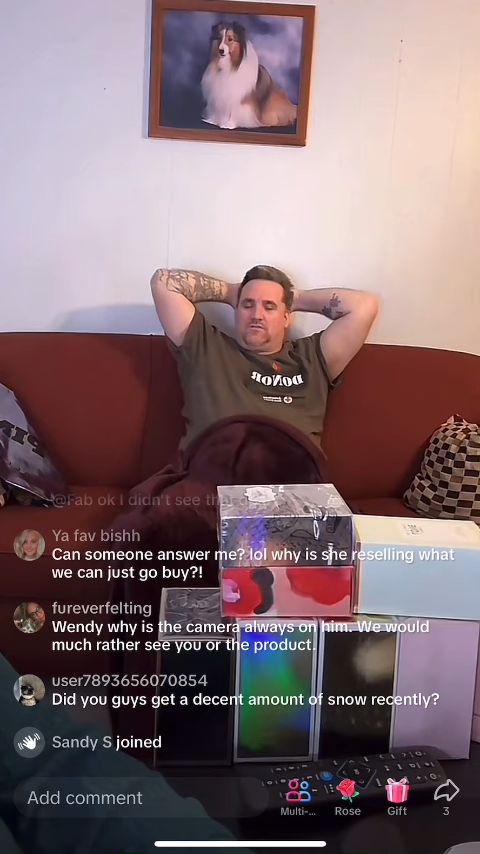 DONOR
@Fab ok I didn't see that
Ya fav bishh
Can someone answer me? lol why is she reselling what
we can just go buy?!
fureverfelting
Wendy why is the camera always on him. We would
much rather see you or the product.
user7893656070854
Did you guys get a decent amount of snow recently?
Sandy S joined
Add comment
Multi-...
Rose
Gift
3